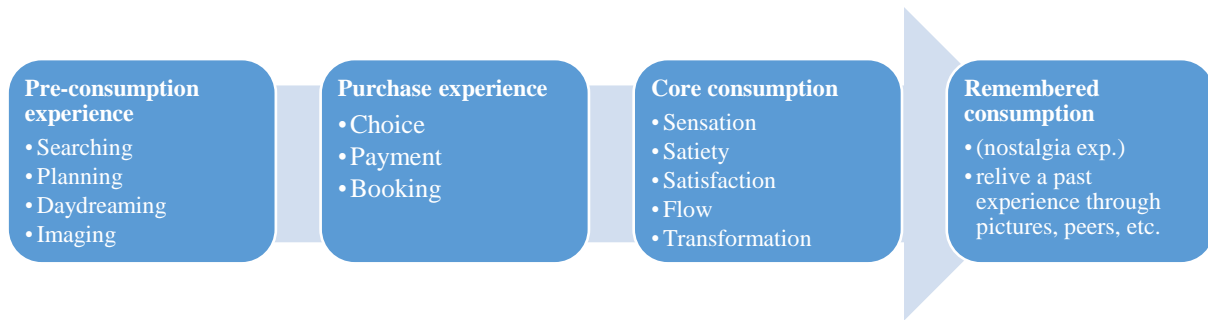 Pre-consumption
experience
• Searching
• Planning
• Daydreaming
• Imaging
Purchase experience
• Choice
• Payment
• Booking
Core consumption
• Sensation
• Satiety
• Satisfaction
• Flow
• Transformation
Remembered
consumption
• (nostalgia exp.)
• relive a past
experience through
pictures, peers, etc.